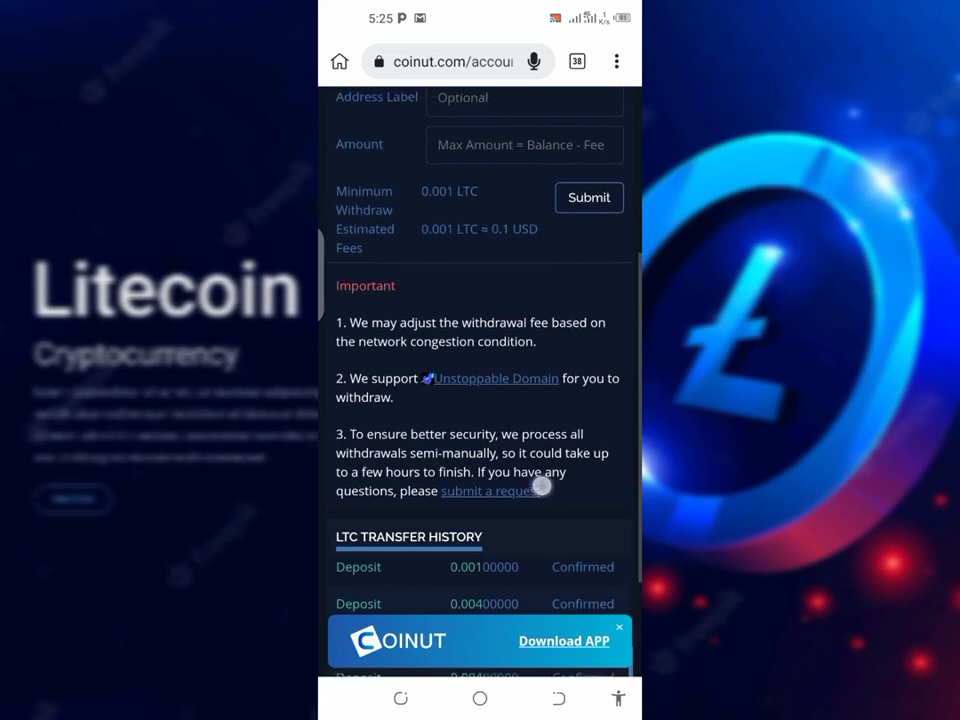 5:25
coinut.com/accou
38
91
Address Label
Optional
Amount
Max Amount = Balance - Fee
Minimum Withdraw
0.001 LTC
Submit
Estimated Fees
0.001 LTC ≈ 0.1 USD
Important
1. We may adjust the withdrawal fee based on
the network congestion condition.
2. We support Unstoppable Domain for you to
withdraw.
3. To ensure better security, we process all
withdrawals semi-manually, so it could take up
to a few hours to finish. If you have any
questions, please submit a reque
LTC TRANSFER HISTORY
Deposit 0.00100000 Confirmed
Deposit 0.00400000 Confirmed
COINUT
Download APP
Litecoin
Cryptocurrency